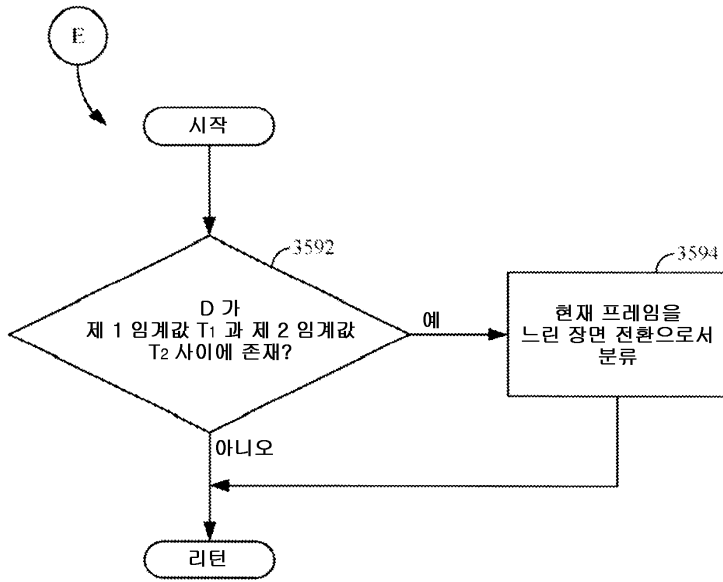 E
시작
3592
D 가
제 1 임계값 T1 과 제 2 임계값
T2 사이에 존재?
예
3594
현재 프레임을
느린 장면 전환으로서
분류
아니오
리턴